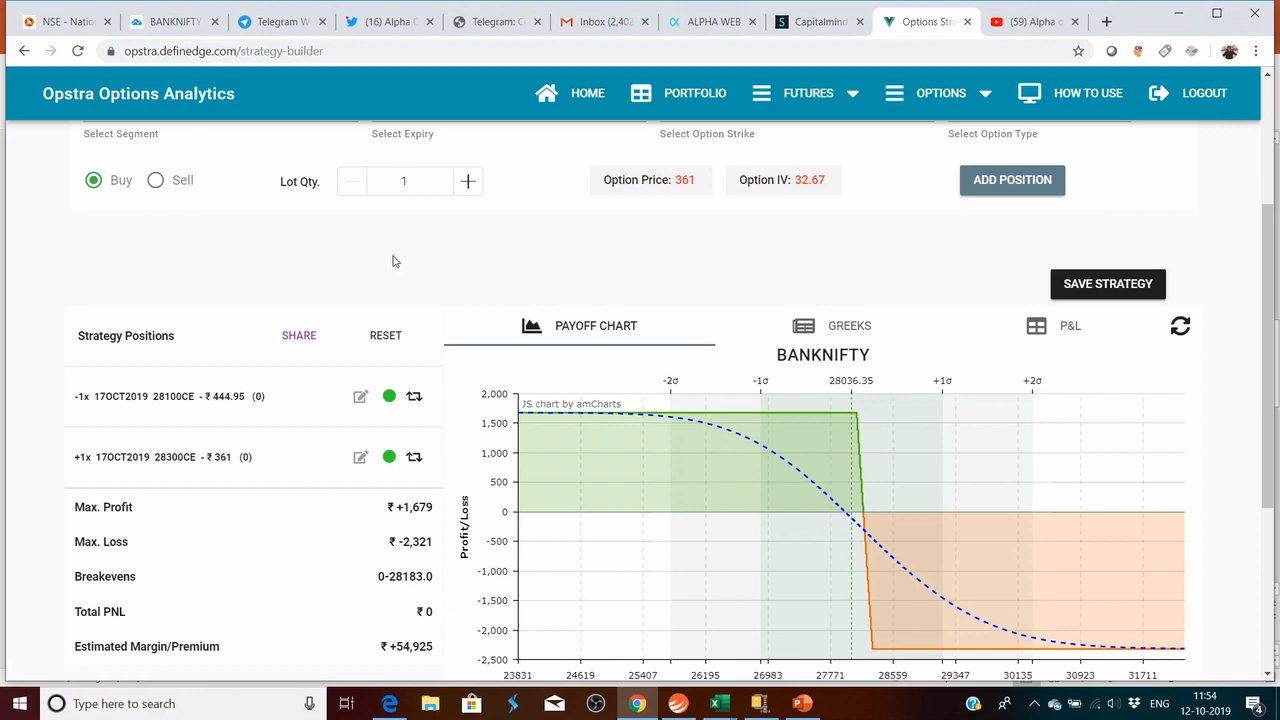 NSE - Nation
BANKNIFTY
Telegram We
(16) Alpha C
Telegram: C
Inbox (2,402
ALPHA WEB
Capitalmind
Options Stra
(59) Alpha o
opstra.definedge.com/strategy-builder
Opstra Options Analytics
HOME
PORTFOLIO
FUTURES
OPTIONS
HOW TO USE
LOGOUT
Select Segment
Select Expiry
Select Option Strike
Select Option Type
Buy
Sell
Lot Qty.
1
Option Price: 361
Option IV: 32.67
ADD POSITION
SAVE STRATEGY
Strategy Positions
SHARE
RESET
PAYOFF CHART
GREEKS
P&L
-1x 17OCT2019 28100CE - ₹ 444.95 (0)
+1x 17OCT2019 28300CE - ₹ 361 (0)
Max. Profit ₹ +1,679
Max. Loss ₹ -2,321
Breakevens 0-28183.0
Total PNL ₹ 0
Estimated Margin/Premium ₹ +54,925
BANKNIFTY
-2σ -1σ 28036.35 +1σ +2σ
JS chart by amCharts
2,000
1,500
1,000
500
0
-500
-1,000
-1,500
-2,000
-2,500
Profit/Loss
23831 24619 25407 26195 26983 27771 28559 29347 30135 30923 31711
Type here to search
ENG
11:54
12-10-2019
4